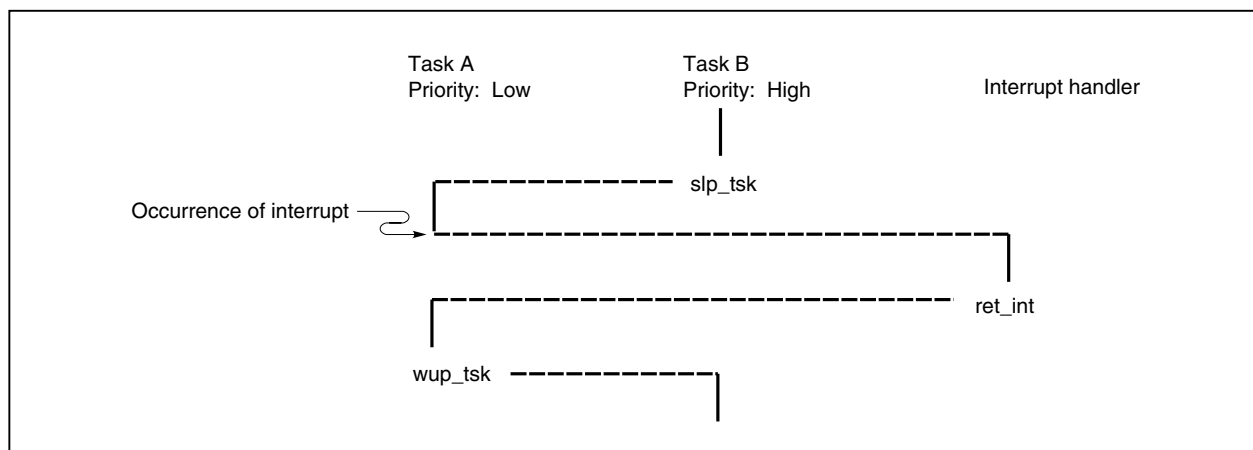 Task A
Priority: Low
Task B
Priority: High
Interrupt handler
slp_tsk
Occurrence of interrupt
ret_int
wup_tsk